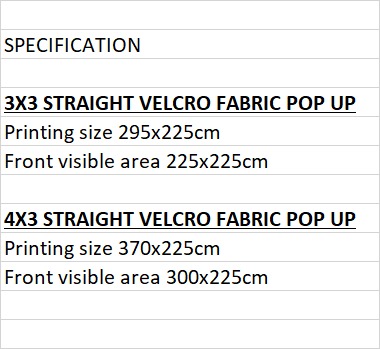 SPECIFICATION
3X3 STRAIGHT VELCRO FABRIC POP UP
Printing size 295x225cm
Front visible area 225x225cm
4X3 STRAIGHT VELCRO FABRIC POP UP
Printing size 370x225cm
Front visible area 300x225cm